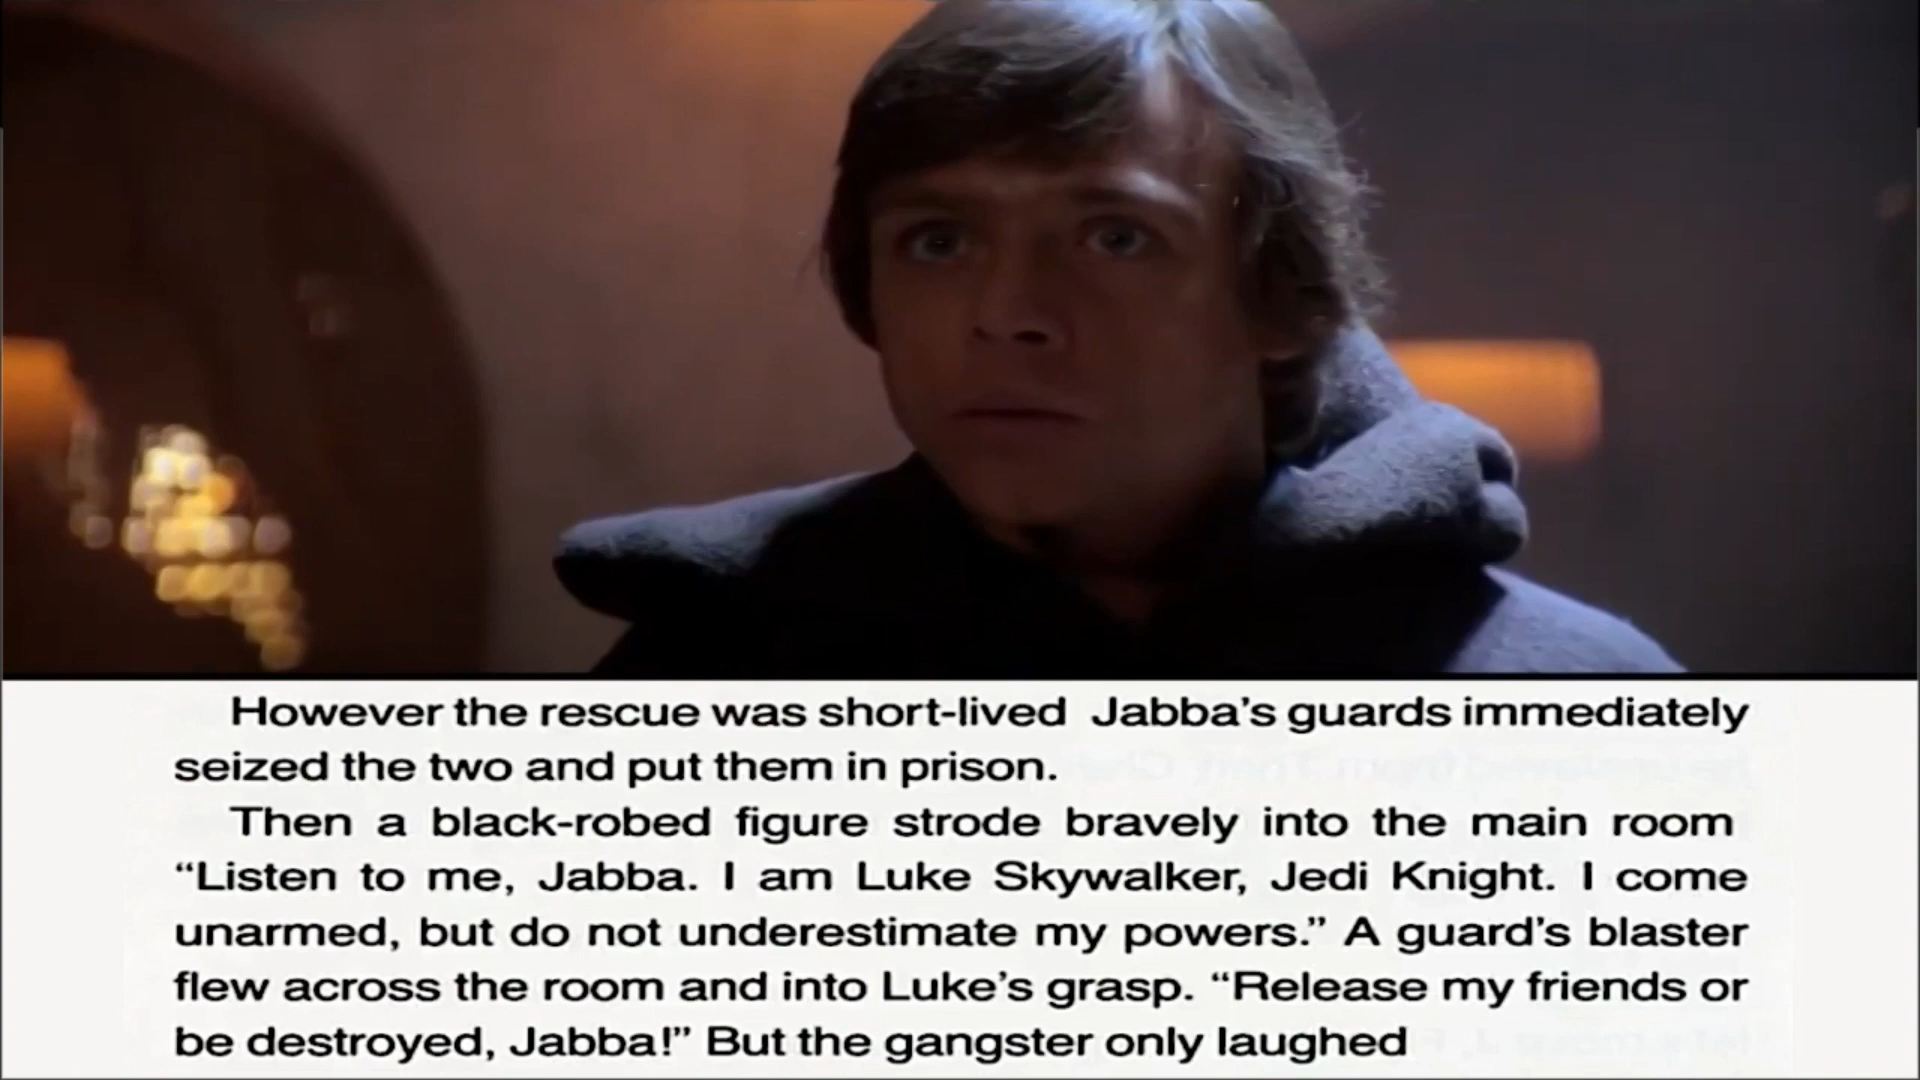 However the rescue was short-lived Jabba's guards immediately
seized the two and put them in prison.
Then a black-robed figure strode bravely into the main room
“Listen to me, Jabba. I am Luke Skywalker, Jedi Knight. I come
unarmed, but do not underestimate my powers.” A guard's blaster
flew across the room and into Luke's grasp. “Release my friends or
be destroyed, Jabba!” But the gangster only laughed